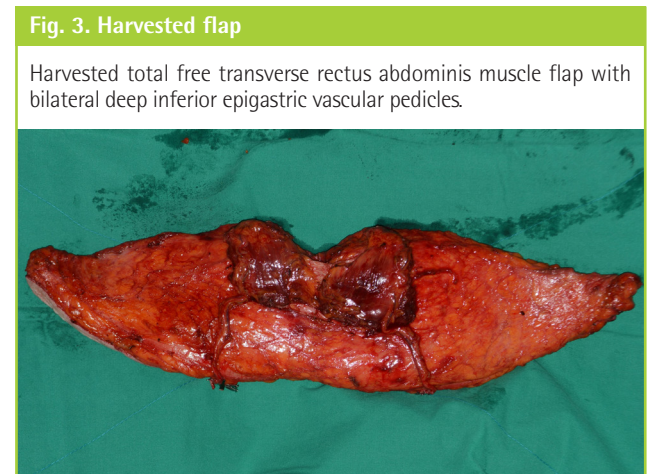 Fig. 3. Harvested flap
Harvested total free transverse rectus abdominis muscle flap with
bilateral deep inferior epigastric vascular pedicles.